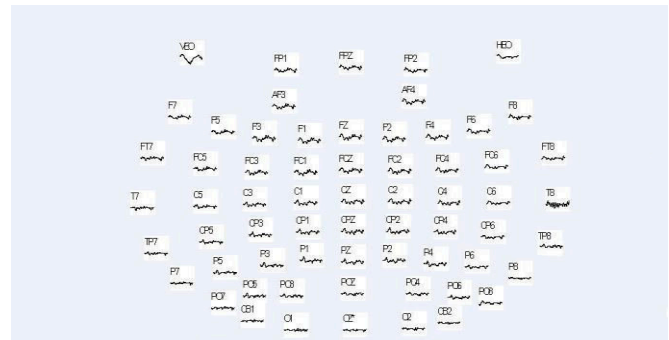 VEO HEO
FP1 FPZ FP2
AF3 AF4
F7 F5 F3 F1 FZ F2 F4 F6 F8
FT7 FC5 FC3 FC1 FCZ FC2 FC4 FC6 FT8
T7 C5 C3 C1 CZ C2 C4 C6 T8
TP7 CP5 CP3 CP1 CPZ CP2 CP4 CP6 TP8
P7 P5 P3 P1 PZ P2 P4 P6 P8
PO7 PO5 PO3 POZ PO4 PO6 PO8
CB1 O1 OZ* O2 CB2